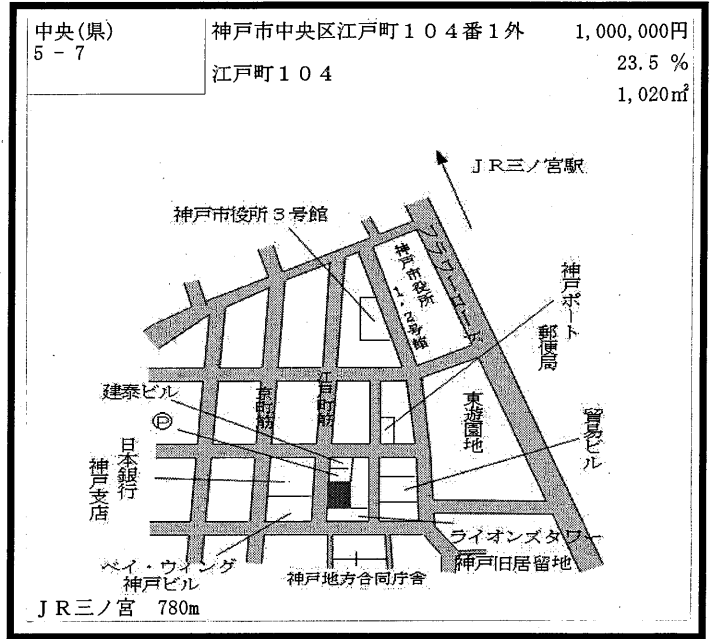 中央(県)
5-7
神戸市中央区江戸町104番1外
1,000,000円
江戸町104
23.5 %
1,020㎡
JR三ノ宮駅
神戸市役所3号館
フラワーロード
神戸市役所
1,2号館
神戸ポート
郵便局
建泰ビル
京町筋
江戸町筋
東遊園地
貿易ビル
Ⓟ
日本銀行
神戸支店
ライオンズタワー
神戸旧居留地
ベイ・ウィング
神戸ビル
神戸地方合同庁舎
JR三ノ宮 780m